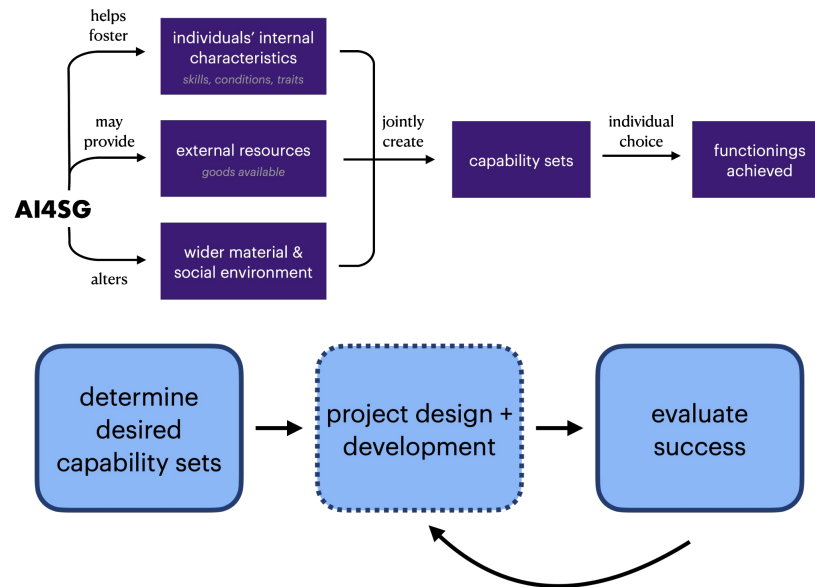 helps
foster
individuals' internal
characteristics
skills, conditions, traits
may
provide
external resources
goods available
AI4SG
alters
wider material &
social environment
jointly
create
capability sets
individual
choice
functionings
achieved
determine
desired
capability sets
project design +
development
evaluate
success